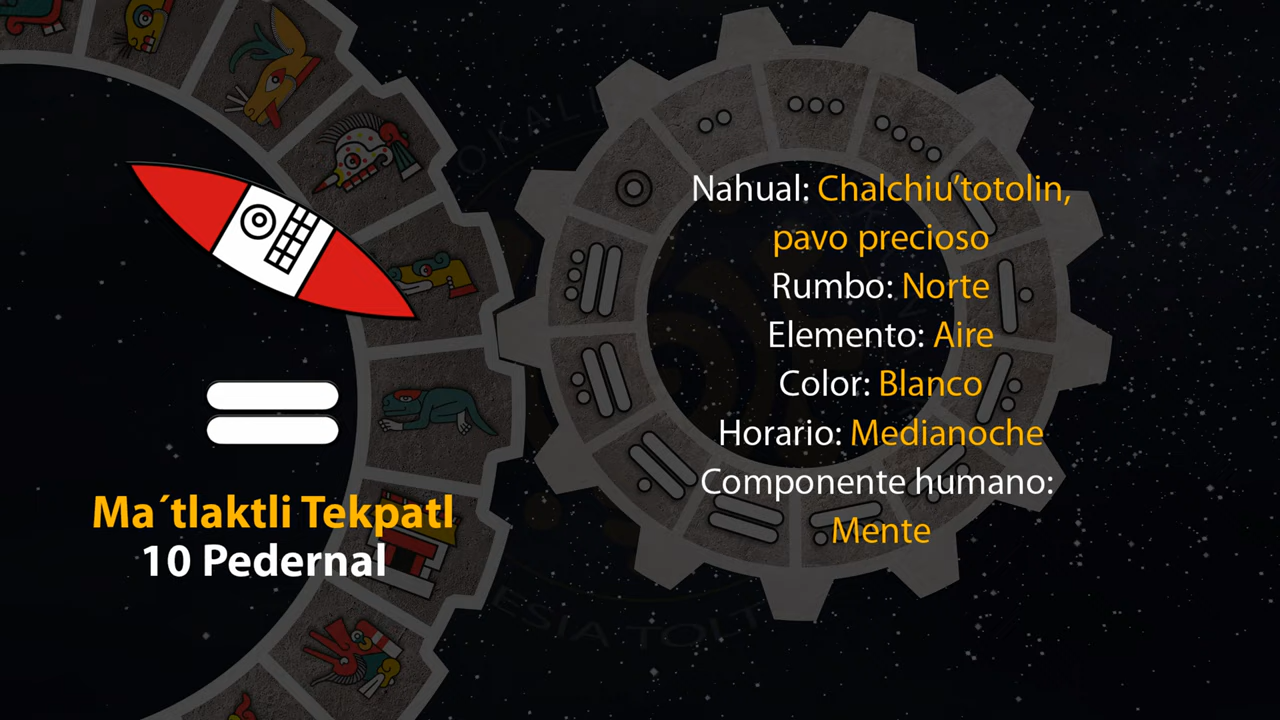 Ma´tlaktli Tekpatl
10 Pedernal
Nahual: Chalchiu’totolin,
pavo precioso
Rumbo: Norte
Elemento: Aire
Color: Blanco
Horario: Medianoche
Componente humano:
Mente